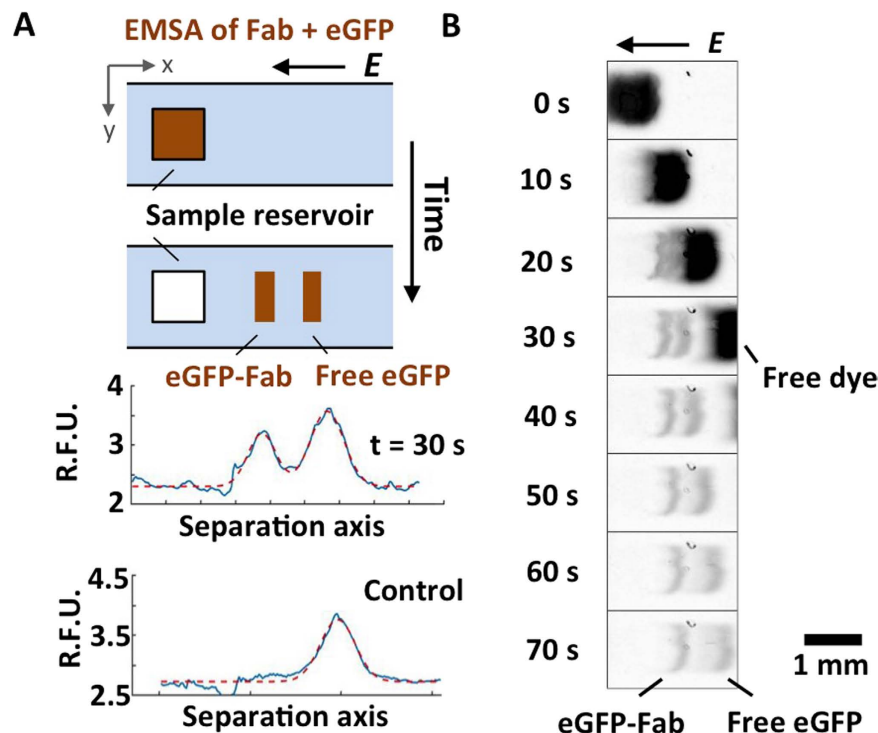 A
EMSA of Fab + eGFP
x
E
y
Time
Sample reservoir
eGFP-Fab
Free eGFP
4
3
2
R.F.U.
t = 30 s
Separation axis
4.5
3.5
2.5
R.F.U.
Control
Separation axis
B
E
0 s
10 s
20 s
30 s
Free dye
40 s
50 s
60 s
70 s
1 mm
eGFP-Fab
Free eGFP